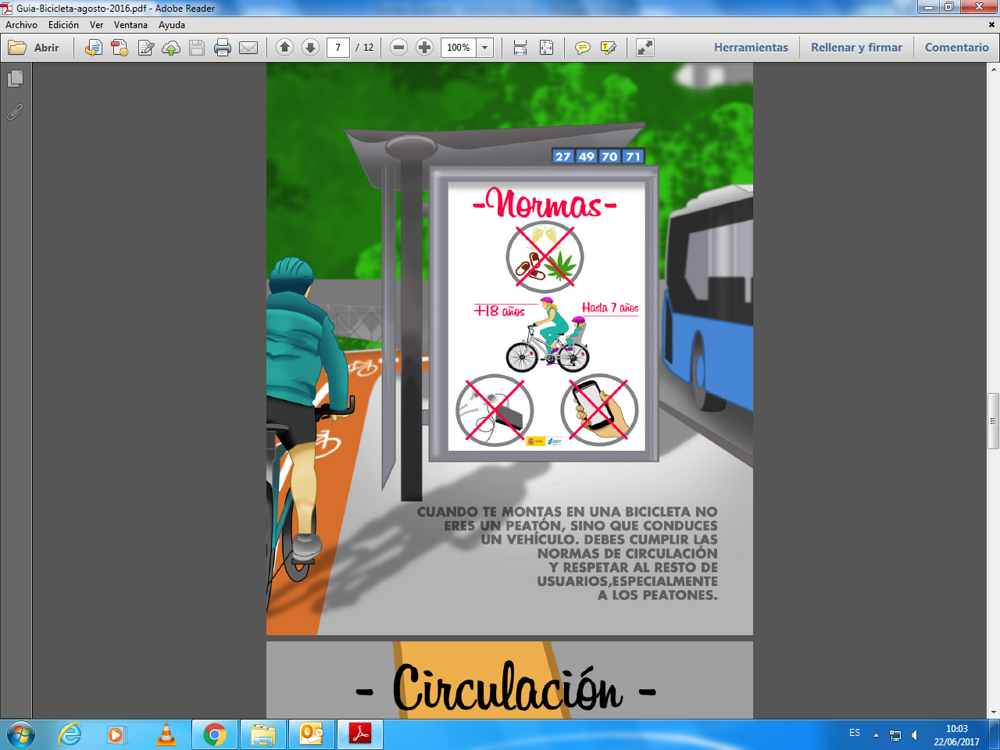 Guia-Bicicleta-agosto-2016.pdf - Adobe Reader
Archivo Edición Ver Ventana Ayuda
Abrir 7 / 12 100% Herramientas Rellenar y firmar Comentario
27 49 70 71
-Normas-
+18 años
Hasta 7 años
DGT
CUANDO TE MONTAS EN UNA BICICLETA NO
ERES UN PEATÓN, SINO QUE CONDUCES
UN VEHÍCULO. DEBES CUMPLIR LAS
NORMAS DE CIRCULACIÓN
Y RESPETAR AL RESTO DE
USUARIOS,ESPECIALMENTE
A LOS PEATONES.
- Circulación -
ES
10:03
22/06/2017